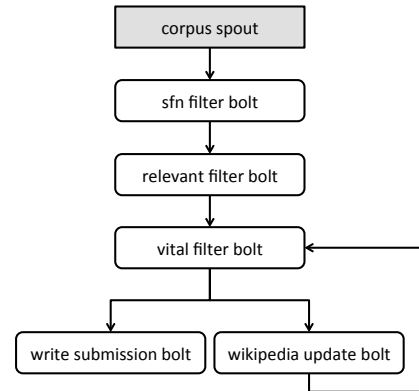 corpus spout
sfn filter bolt
relevant filter bolt
vital filter bolt
write submission bolt
wikipedia update bolt